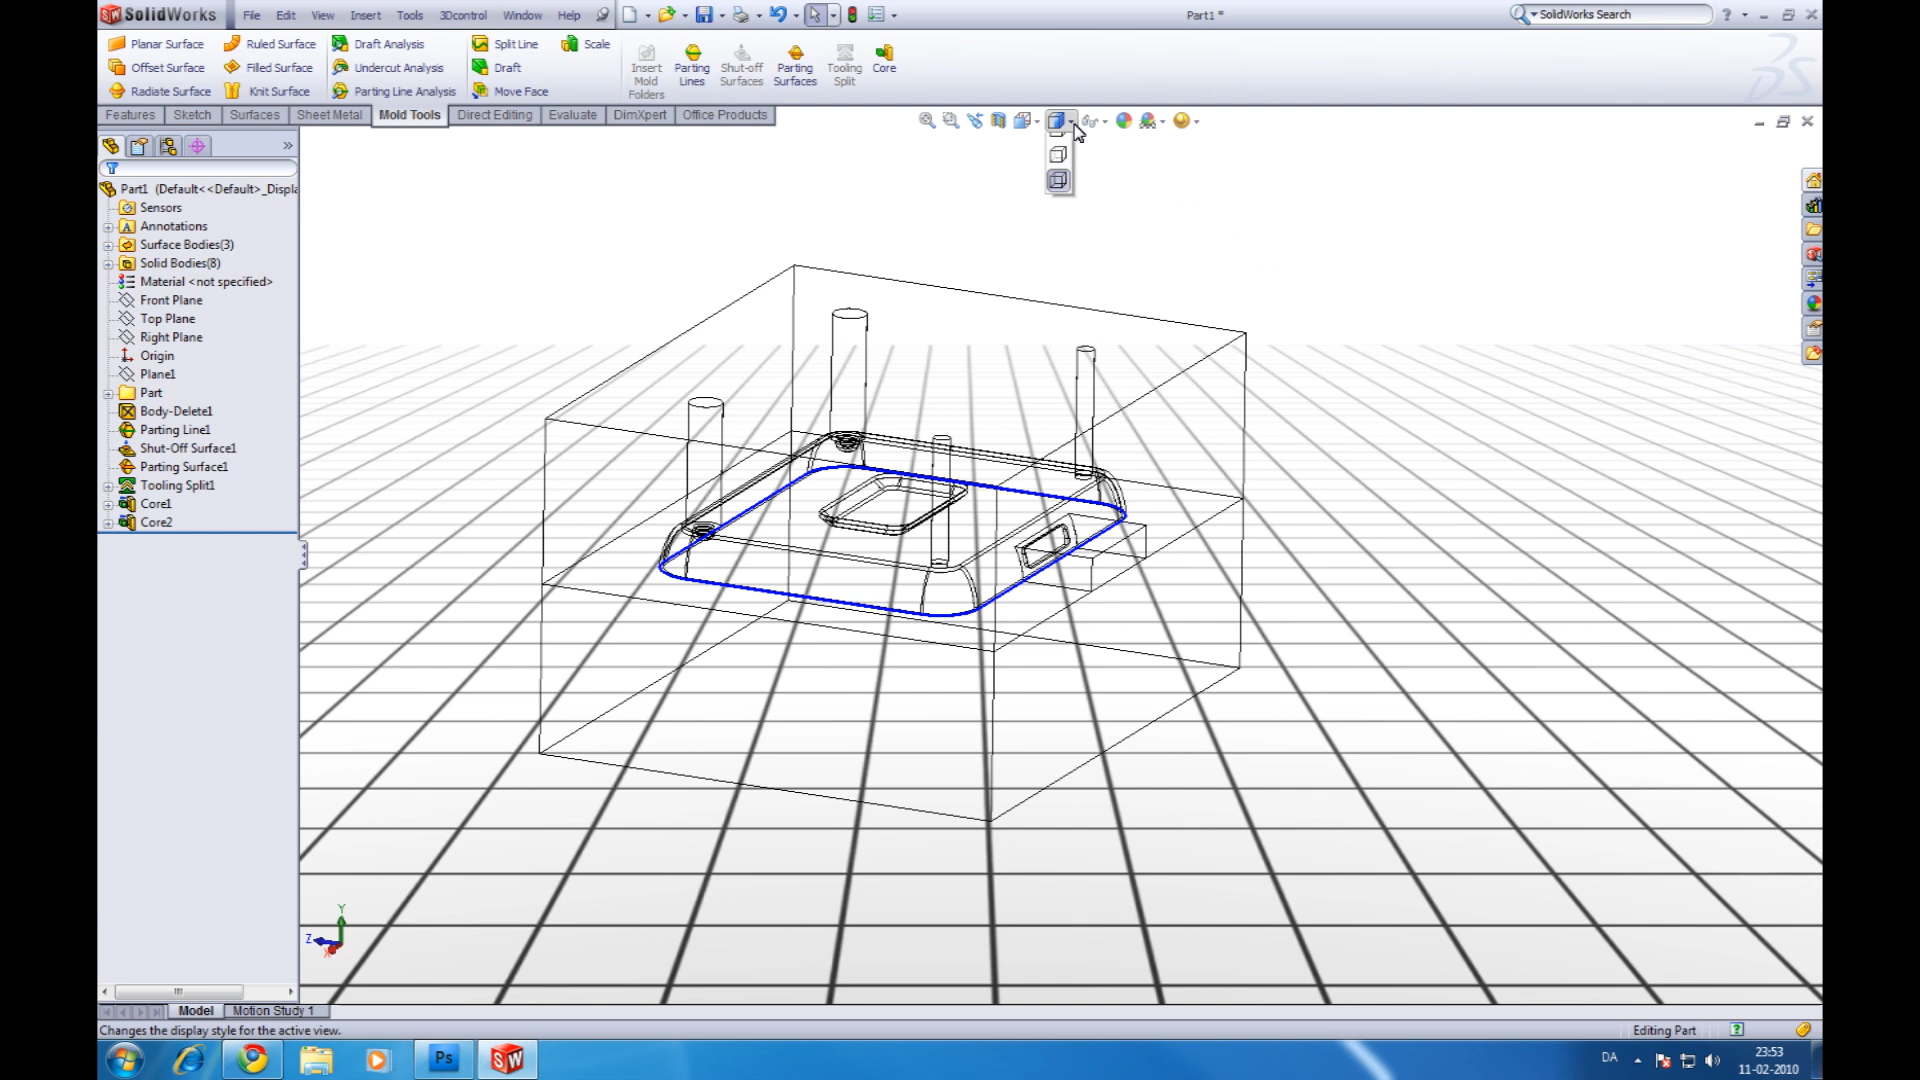 SolidWorks File Edit View Insert Tools 3Dcontrol Window Help Part1 * SolidWorks Search
Planar Surface Ruled Surface Draft Analysis Split Line Scale
Offset Surface Filled Surface Undercut Analysis Draft
Radiate Surface Knit Surface Parting Line Analysis Move Face
Insert Mold Folders
Parting Lines
Shut-off Surfaces
Parting Surfaces
Tooling Split
Core
Features Sketch Surfaces Sheet Metal Mold Tools Direct Editing Evaluate DimXpert Office Products
Part1 (Default<<Default>_Displa
Sensors
Annotations
Surface Bodies(3)
Solid Bodies(8)
Material <not specified>
Front Plane
Top Plane
Right Plane
Origin
Plane1
Part
Body-Delete1
Parting Line1
Shut-Off Surface1
Parting Surface1
Tooling Split1
Core1
Core2
Y
Z
X
Model Motion Study 1
Changes the display style for the active view. Editing Part
Ps SW DA 23:53
11-02-2010